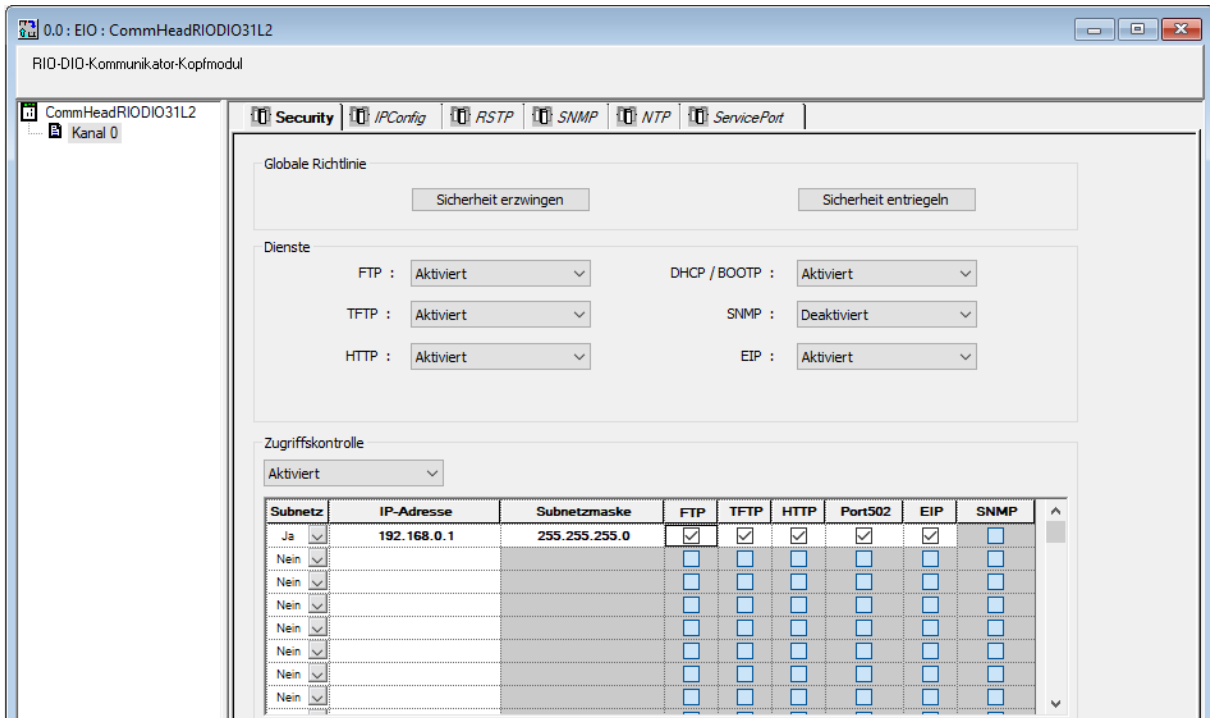 0.0 : EIO : CommHeadRIODIO31L2
RIO-DIO-Kommunikator-Kopfmodul
CommHeadRIODIO31L2
Kanal 0
Security IPConfig RSTP SNMP NTP ServicePort
Globale Richtlinie
Sicherheit erzwingen Sicherheit entriegeln
Dienste
FTP : Aktiviert DHCP / BOOTP : Aktiviert
TFTP : Aktiviert SNMP : Deaktiviert
HTTP : Aktiviert EIP : Aktiviert
Zugriffskontrolle
Aktiviert
Subnetz IP-Adresse Subnetzmaske FTP TFTP HTTP Port502 EIP SNMP
Ja 192.168.0.1 255.255.255.0
Nein
Nein
Nein
Nein
Nein
Nein
Nein